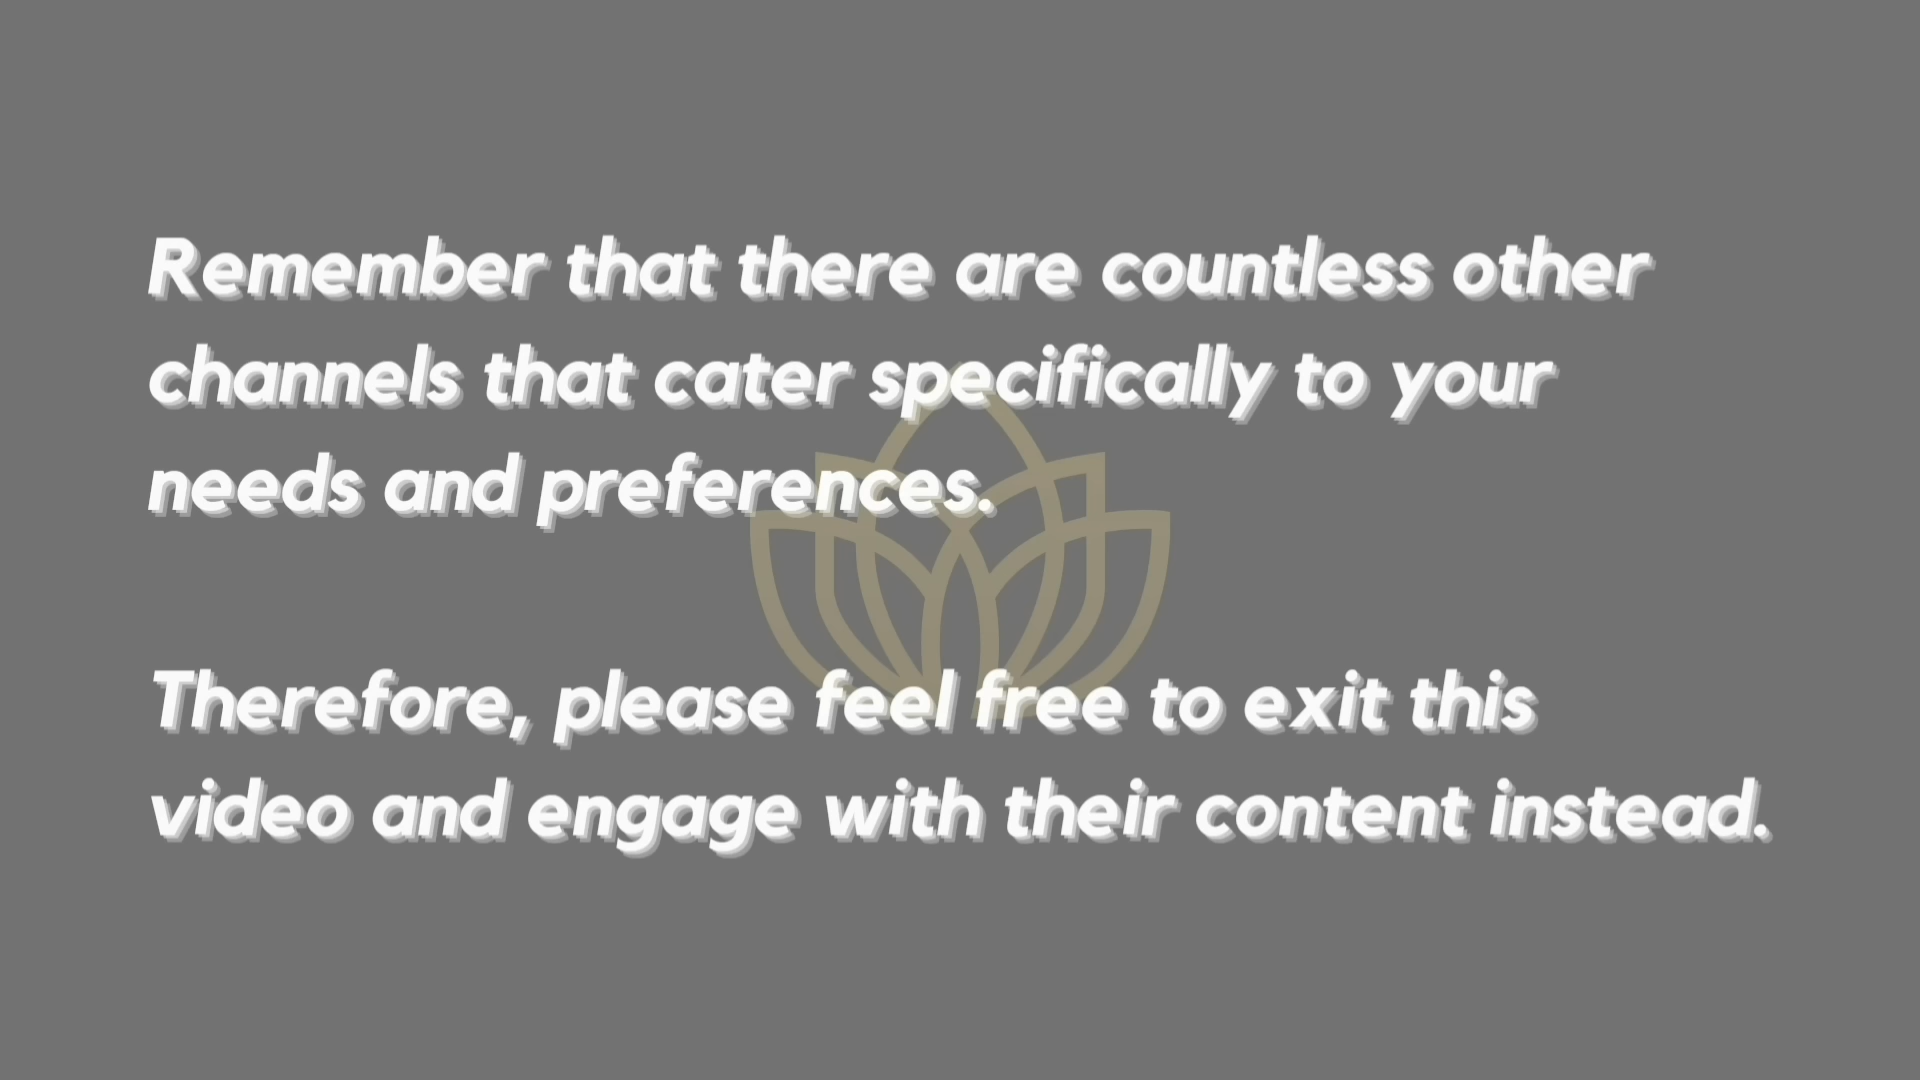 Remember that there are countless other
channels that cater specifically to your
needs and preferences.
Therefore, please feel free to exit this
video and engage with their content instead.